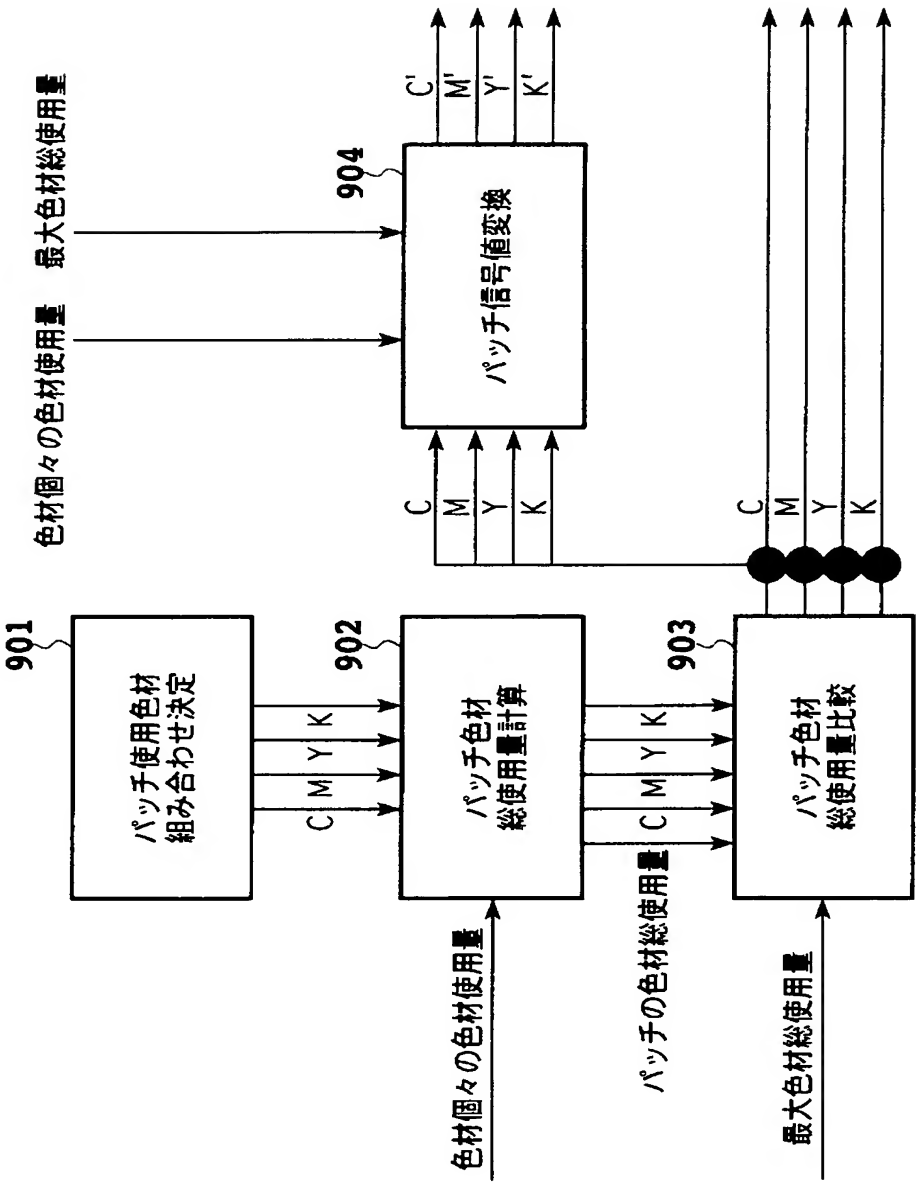 901
パッチ使用色材
組み合わせ決定
C
M
Y
K
色材個々の色材使用量
902
パッチ色材
総使用量計算
パッチの色材総使用量
C
M
Y
K
最大色材総使用量
903
パッチ色材
総使用量比較
C
M
Y
K
色材個々の色材使用量
最大色材総使用量
C
M
Y
K
904
パッチ信号値変換
C'
M'
Y'
K'